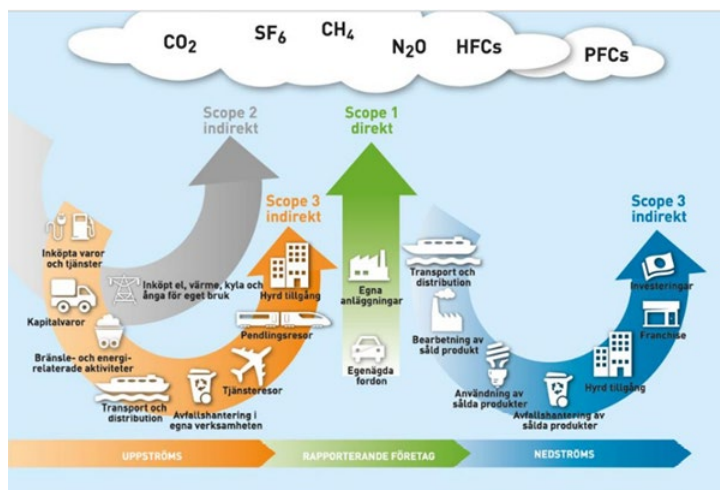 CO2
SF6
CH4
N2O
HFCs
PFCs
Scope 2
indirekt
Scope 1
direkt
Scope 3
indirekt
Scope 3
indirekt
Inköpta varor
och tjänster
Kapitalvaror
Bränsle- och energi-
relaterade aktiviteter
Transport och
distribution
Avfallshantering i
egna verksamheten
Tjänsteresor
Pendlingsresor
Hyrd tillgång
Inköpt el, värme, kyla och
ånga för eget bruk
Egna
anläggningar
Egenägda
fordon
Transport och
distribution
Bearbetning av
såld produkt
Användning av
sålda produkter
Avfallshantering av
sålda produkter
Hyrd tillgång
Franchise
Investeringar
UPPSTRÖMS
RAPPORTERANDE FÖRETAG
NEDSTRÖMS